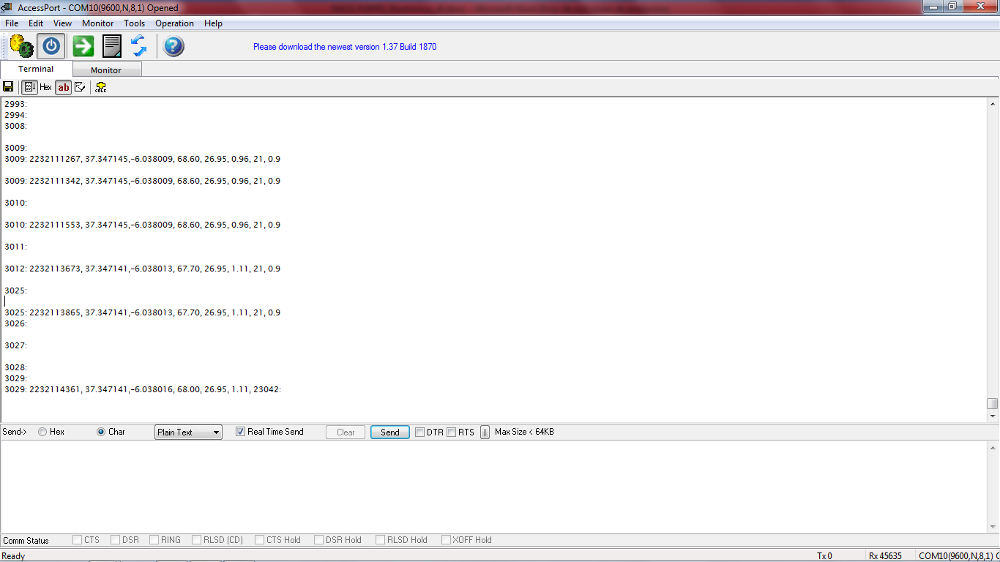 AccessPort - COM10(9600,N,8,1) Opened
File Edit View Monitor Tools Operation Help
Please download the newest version 1.37 Build 1870
Terminal Monitor
Hex ab CRLF
2993:
2994:
3008:
3009:
3009: 2232111267, 37.347145,-6.038009, 68.60, 26.95, 0.96, 21, 0.9
3009: 2232111342, 37.347145,-6.038009, 68.60, 26.95, 0.96, 21, 0.9
3010:
3010: 2232111553, 37.347145,-6.038009, 68.60, 26.95, 0.96, 21, 0.9
3011:
3012: 2232113673, 37.347141,-6.038013, 67.70, 26.95, 1.11, 21, 0.9
3025:
3025: 2232113865, 37.347141,-6.038013, 67.70, 26.95, 1.11, 21, 0.9
3026:
3027:
3028:
3029:
3029: 2232114361, 37.347141,-6.038016, 68.00, 26.95, 1.11, 23042:
Send-> Hex Char Plain Text Real Time Send Clear Send DTR RTS Max Size < 64KB
Comm Status CTS DSR RING RLSD (CD) CTS Hold DSR Hold RLSD Hold XOFF Hold
Ready Tx 0 Rx 45635 COM10(9600,N,8,1)